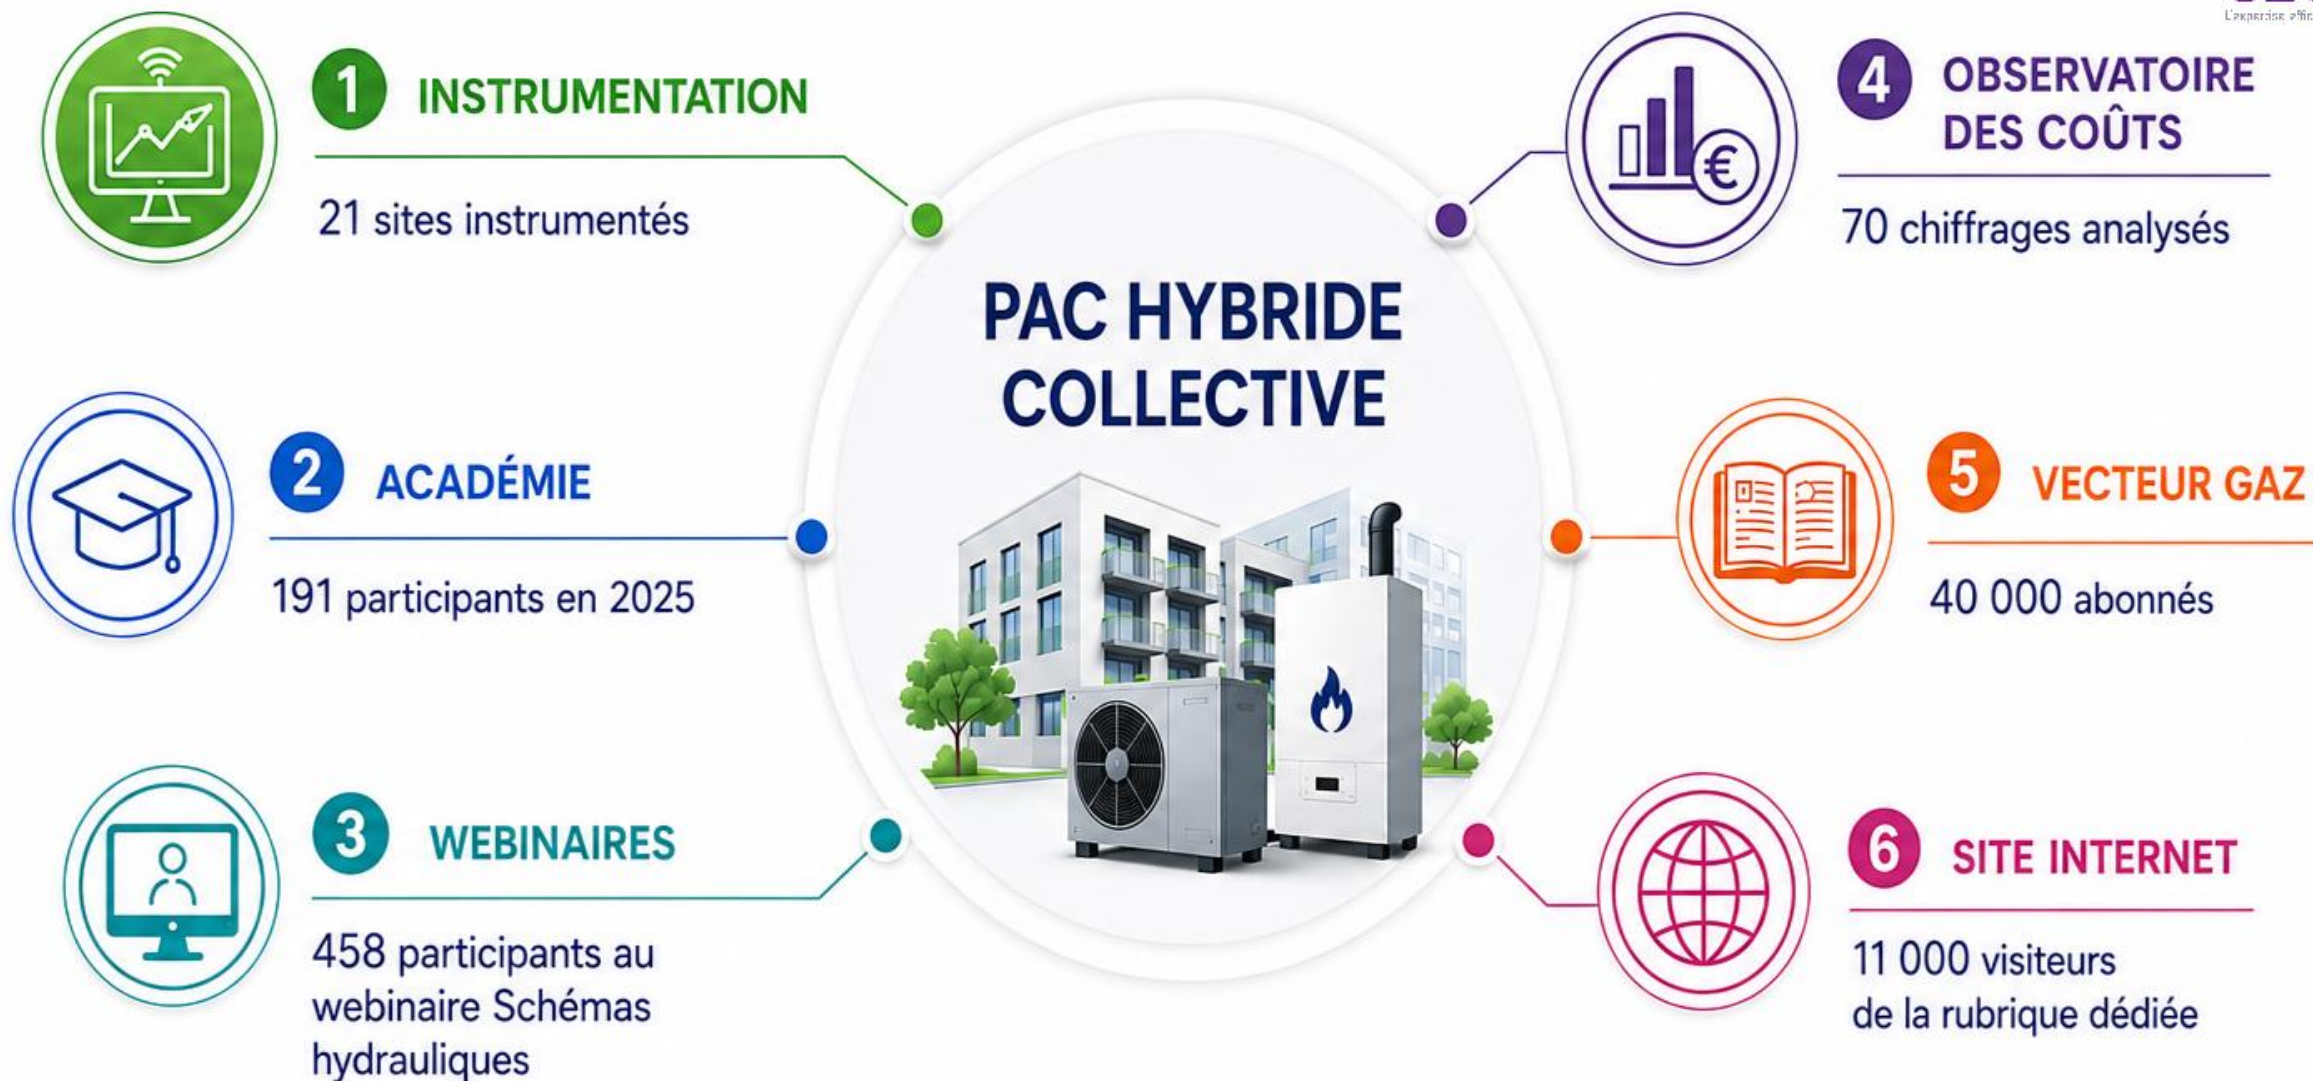 1 INSTRUMENTATION
21 sites instrumentés
2 ACADÉMIE
191 participants en 2025
3 WEBINAIRES
458 participants au
webinaire Schémas
hydrauliques
PAC HYBRIDE
COLLECTIVE
4 OBSERVATOIRE
DES COÛTS
€
70 chiffrages analysés
5 VECTEUR GAZ
40 000 abonnés
6 SITE INTERNET
11 000 visiteurs
de la rubrique dédiée